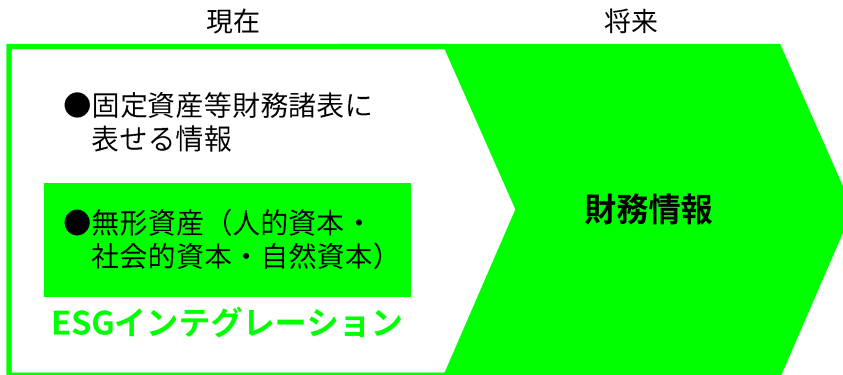 現在
将来
●固定資産等財務諸表に
表せる情報
●無形資産（人的資本・
社会的資本・自然資本）
ESGインテグレーション
財務情報